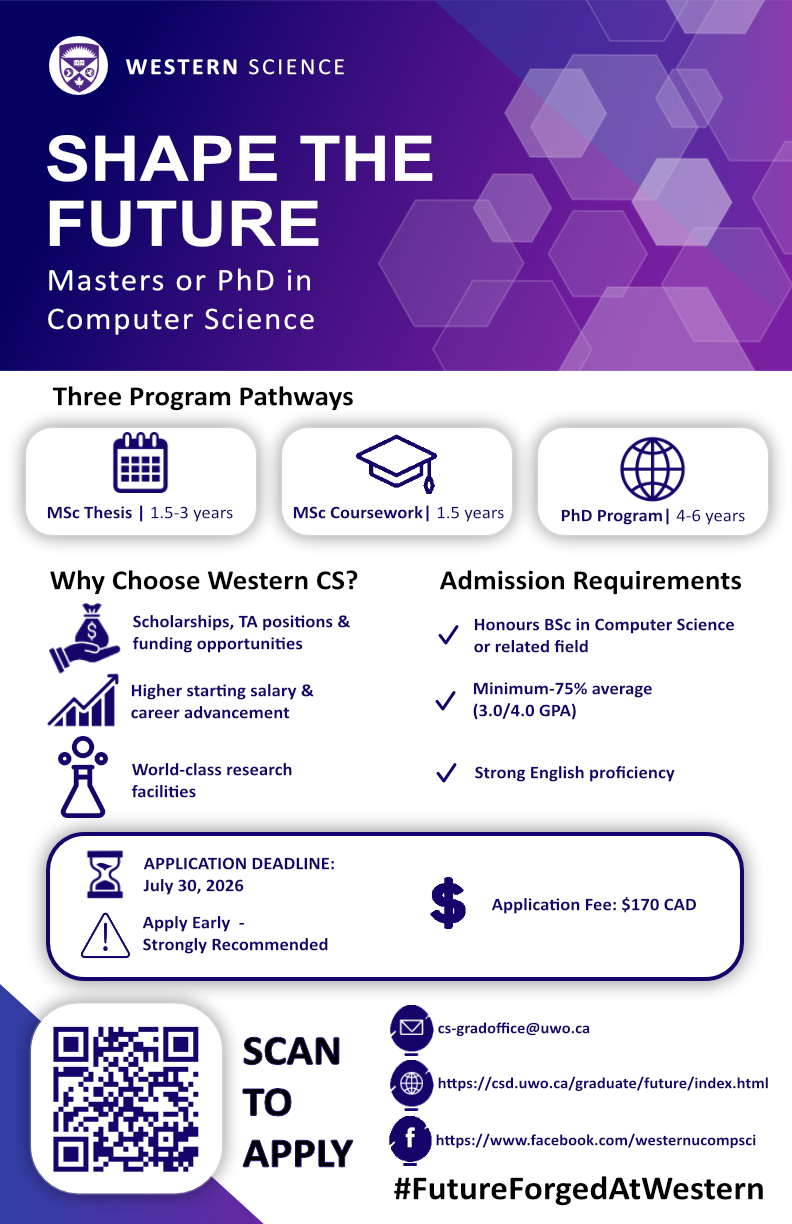 WESTERN SCIENCE
SHAPE THE
FUTURE
Masters or PhD in
Computer Science
Three Program Pathways
MSc Thesis | 1.5-3 years
MSc Coursework| 1.5 years
PhD Program| 4-6 years
Why Choose Western CS?
Scholarships, TA positions &
funding opportunities
Higher starting salary &
career advancement
World-class research
facilities
Admission Requirements
Honours BSc in Computer Science
or related field
Minimum-75% average
(3.0/4.0 GPA)
Strong English proficiency
APPLICATION DEADLINE:
July 30, 2026
Apply Early -
Strongly Recommended
$
Application Fee: $170 CAD
SCAN
TO
APPLY
cs-gradoffice@uwo.ca
https://csd.uwo.ca/graduate/future/index.html
https://www.facebook.com/westernucompsci
#FutureForgedAtWestern